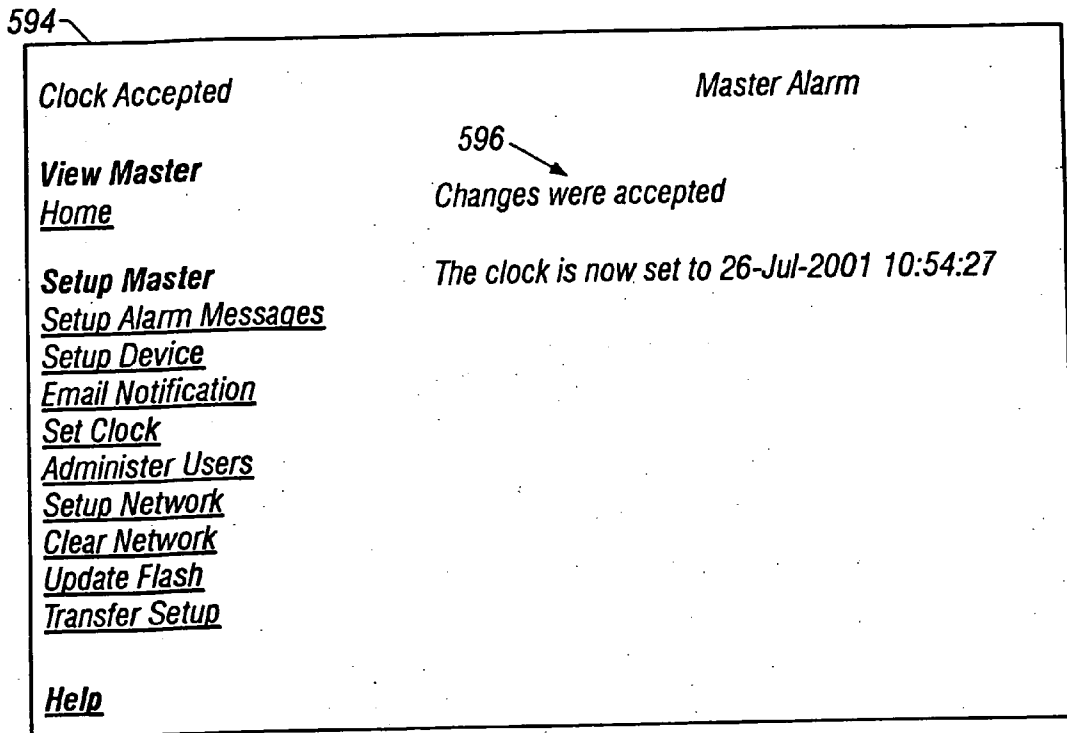 594
Clock Accepted
Master Alarm
596
View Master
Changes were accepted
Home
Setup Master
The clock is now set to 26-Jul-2001 10:54:27
Setup Alarm Messages
Setup Device
Email Notification
Set Clock
Administer Users
Setup Network
Clear Network
Update Flash
Transfer Setup
Help